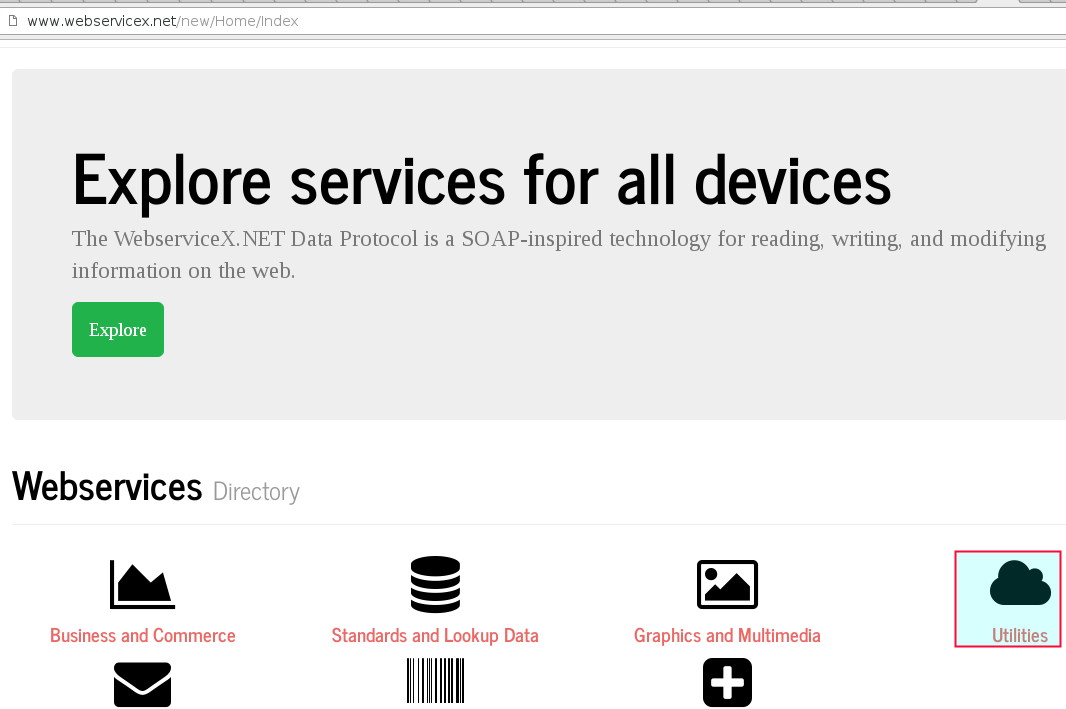 www.webservicex.net/new/Home/Index
Explore services for all devices
The WebserviceX.NET Data Protocol is a SOAP-inspired technology for reading, writing, and modifying
information on the web.
Explore
Webservices Directory
Business and Commerce
Standards and Lookup Data
Graphics and Multimedia
Utilities